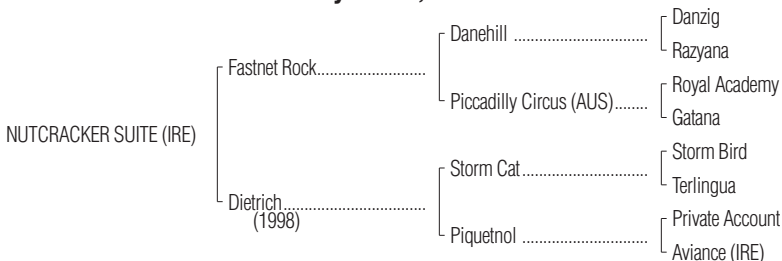 Danzig
Danehill ......................................
Razyana
Fastnet Rock..............................
Royal Academy
Piccadilly Circus (AUS).........
Gatana
NUTCRACKER SUITE (IRE)
Storm Bird
Storm Cat...................................
Terlingua
Dietrich.......................................
(1998)
Private Account
Piquetnol ...................................
Aviance (IRE)